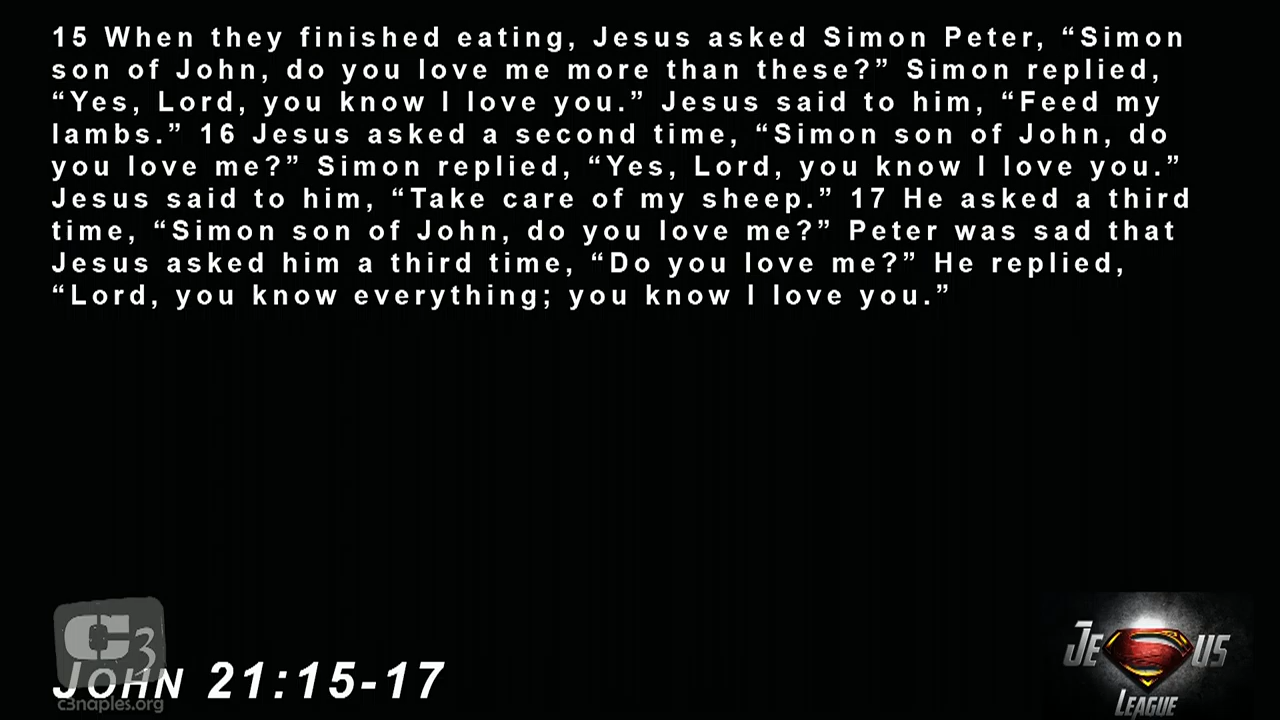 15 When they finished eating, Jesus asked Simon Peter, “Simon
son of John, do you love me more than these?” Simon replied,
“Yes, Lord, you know I love you.” Jesus said to him, “Feed my
lambs.” 16 Jesus asked a second time, “Simon son of John, do
you love me?” Simon replied, “Yes, Lord, you know I love you.”
Jesus said to him, “Take care of my sheep.” 17 He asked a third
time, “Simon son of John, do you love me?” Peter was sad that
Jesus asked him a third time, “Do you love me?” He replied,
“Lord, you know everything; you know I love you.”
C3
JOHN 21:15-17
c3naples.org
JESUS
LEAGUE